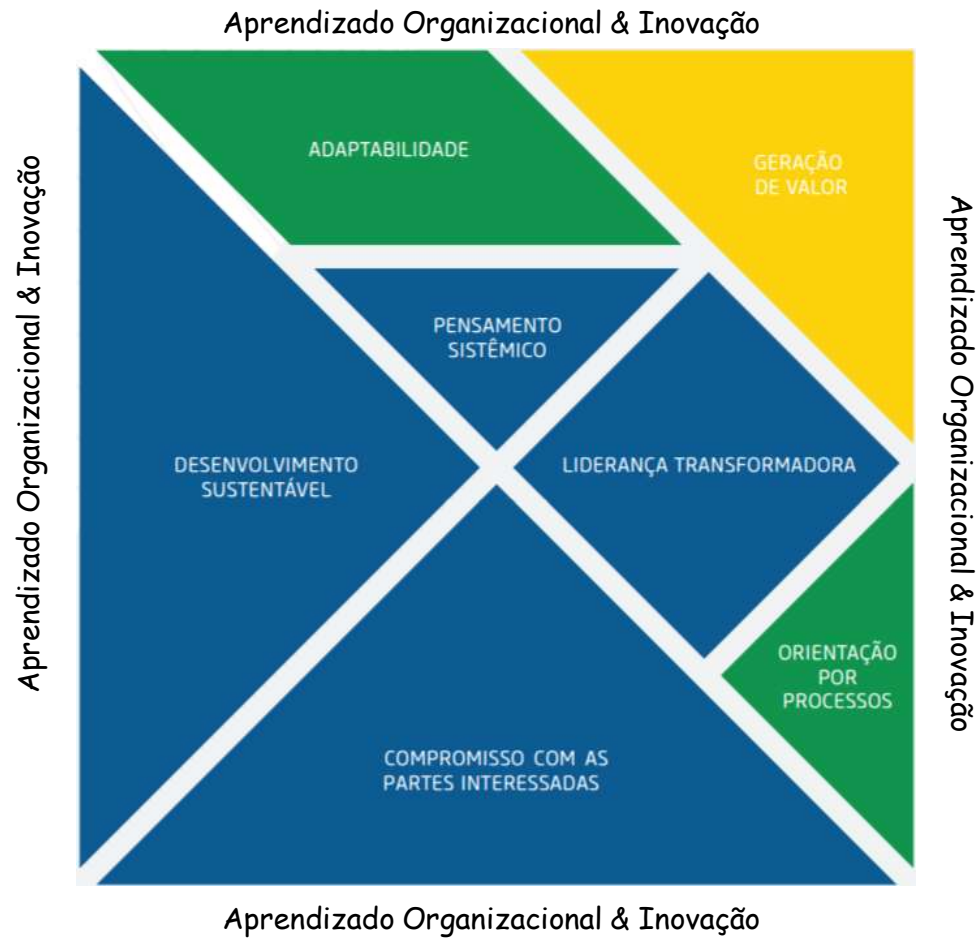 Aprendizado Organizacional & Inovação
ADAPTABILIDADE
GERAÇÃO
DE VALOR
Aprendizado Organizacional & Inovação
Aprendizado Organizacional & Inovação
PENSAMENTO
SISTÊMICO
DESENVOLVIMENTO
SUSTENTÁVEL
LIDERANÇA TRANSFORMADORA
ORIENTAÇÃO
POR
PROCESSOS
COMPROMISSO COM AS
PARTES INTERESSADAS
Aprendizado Organizacional & Inovação